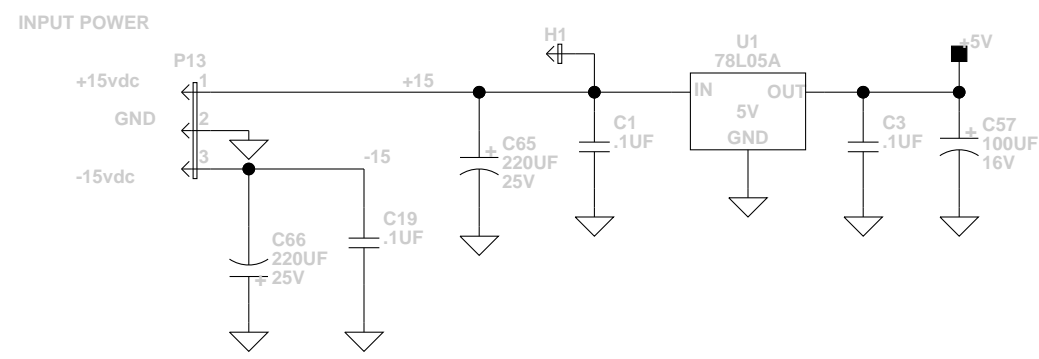 INPUT POWER
H1
+5V
U1
78L05A
P13
+15vdc
1
+15
IN
OUT
5V
GND
GND
2
C1
.1UF
C3
.1UF
+
C57
100UF
16V
+
C65
220UF
25V
-15vdc
3
-15
C19
.1UF
C66
220UF
25V
+